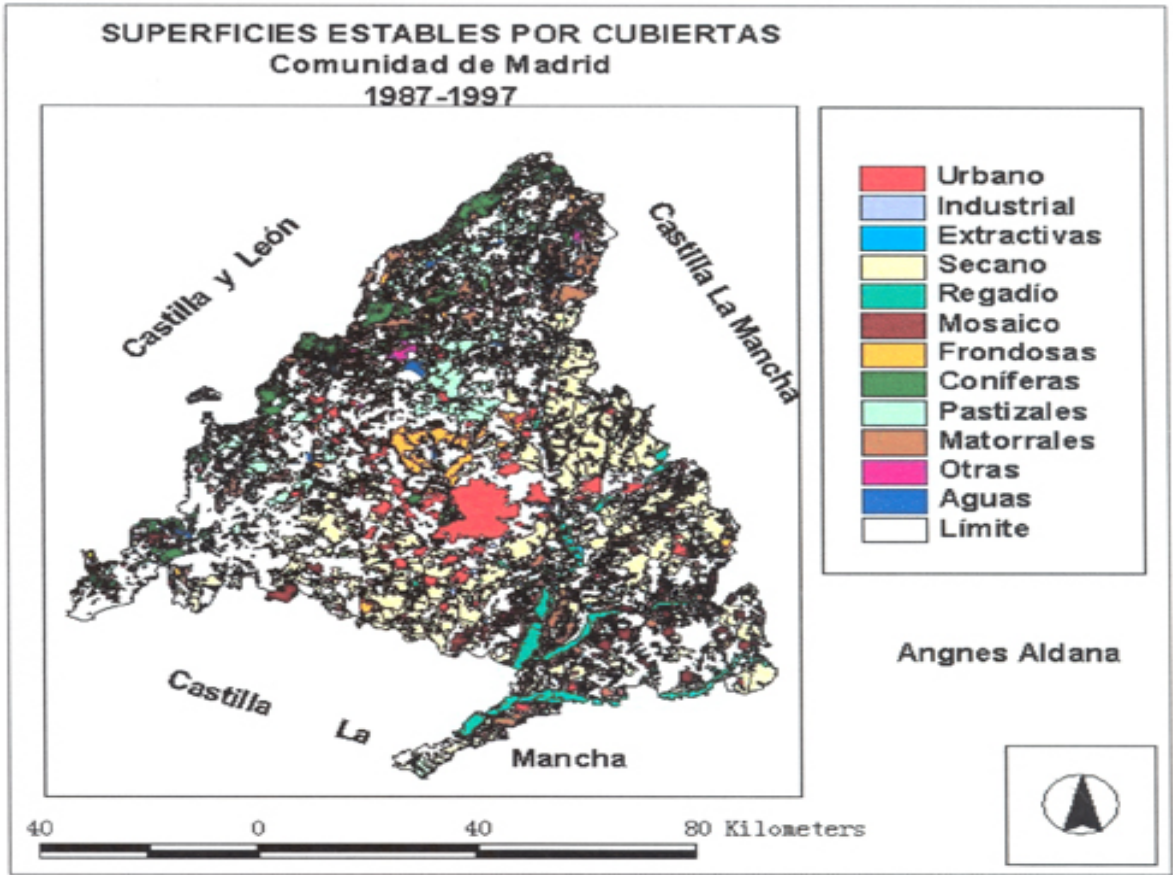 SUPERFICIES ESTABLES POR CUBIERTAS
Comunidad de Madrid
1987-1997
Castilla y León
Castilla La Mancha
Castilla La Mancha
Urbano
Industrial
Extractivas
Secano
Regadío
Mosaico
Frondosas
Coníferas
Pastizales
Matorrales
Otras
Aguas
Límite
Angnes Aldana
40 0 40 80 Kilometers